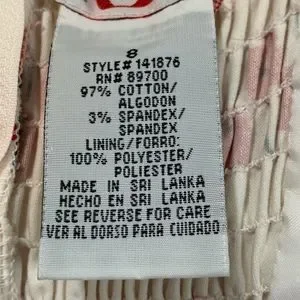 8
STYLE# 141876
RN# 89700
97% COTTON/
ALGODON
3% SPANDEX/
SPANDEX
LINING/FORRO:
100% POLYESTER/
POLIESTER
MADE IN SRI LANKA
HECHO EN SRI LANKA
SEE REVERSE FOR CARE
VER AL DORSO PARA CUIDADO